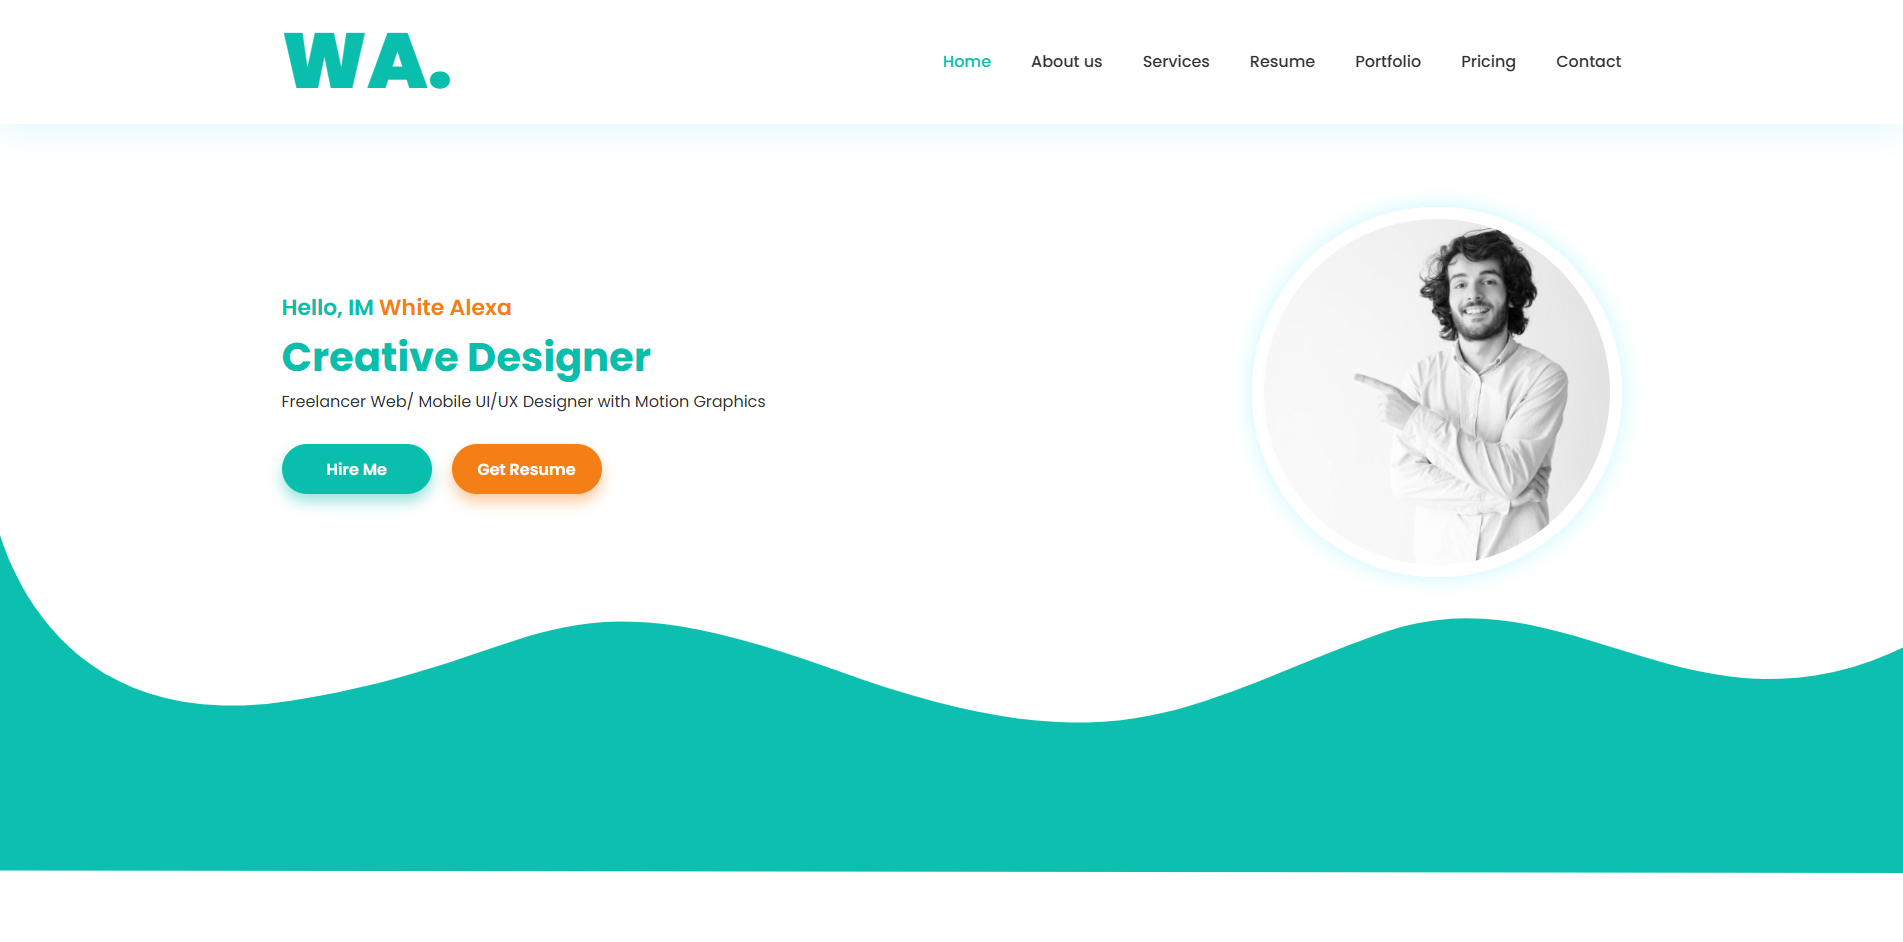 WA.
Home About us Services Resume Portfolio Pricing Contact
Hello, IM White Alexa
Creative Designer
Freelancer Web/ Mobile UI/UX Designer with Motion Graphics
Hire Me Get Resume